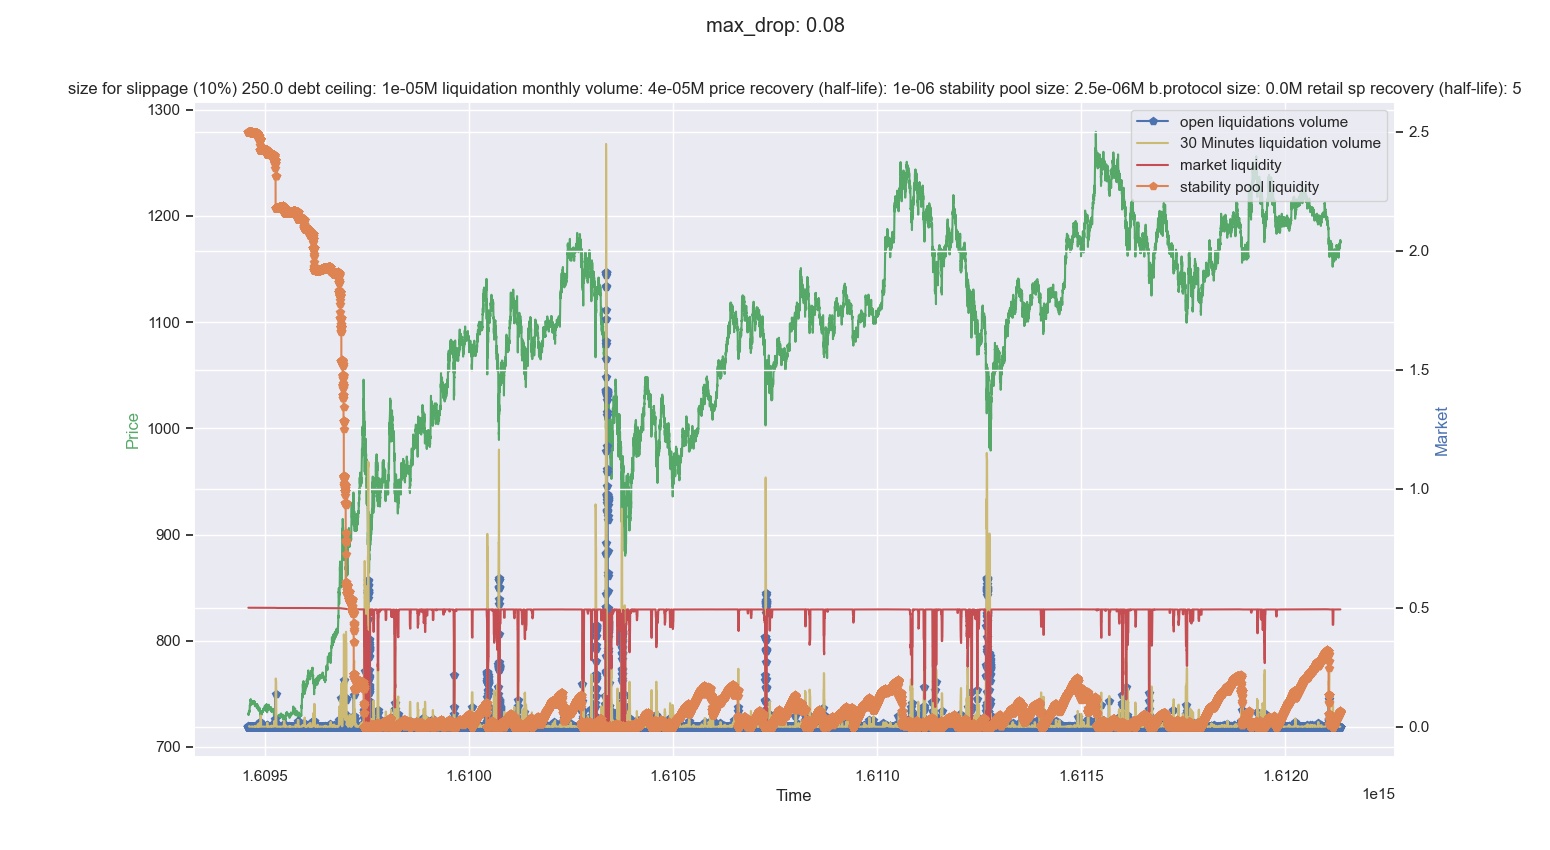 max_drop: 0.08
size for slippage (10%) 250.0 debt ceiling: 1e-05M liquidation monthly volume: 4e-05M price recovery (half-life): 1e-06 stability pool size: 2.5e-06M b.protocol size: 0.0M retail sp recovery (half-life): 5
open liquidations volume
30 Minutes liquidation volume
market liquidity
stability pool liquidity
1300
1200
1100
1000
900
800
700
Price
2.5
2.0
1.5
1.0
0.5
0.0
Market
1.6095 1.6100 1.6105 1.6110 1.6115 1.6120
Time
1e15